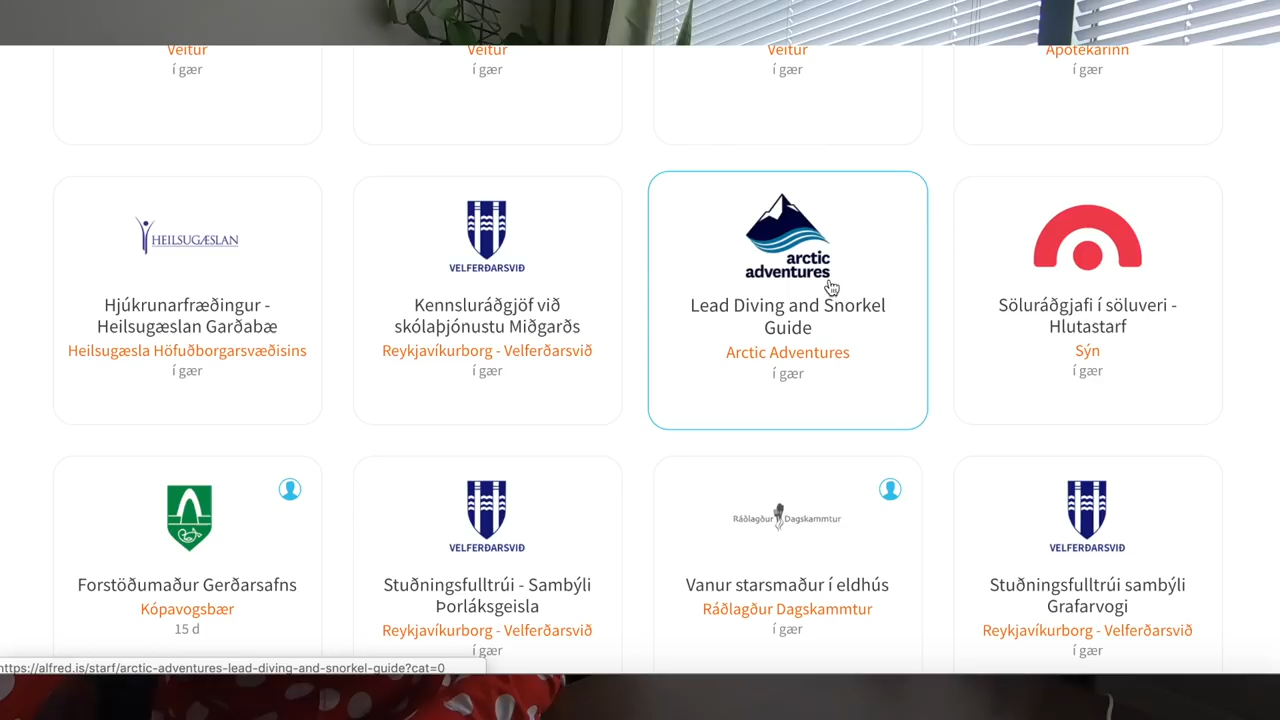 Veitur
Veitur
Veitur
Apótekarinn
í gær
í gær
í gær
í gær
HEILSUGÆSLAN
Hjúkrunarfræðingur -
Heilsugæslan Garðabæ
Heilsugæsla Höfuðborgarsvæðisins
í gær
VELFERÐARSVIÐ
Kennsluráðgjöf við
skólaþjónustu Miðgarðs
Reykjavíkurborg - Velferðarsvið
í gær
arctic
adventures
Lead Diving and Snorkel
Guide
Arctic Adventures
í gær
Söluráðgjafi í söluveri -
Hlutastarf
Sýn
í gær
Forstöðumaður Gerðarsafns
Kópavogsbær
15 d
VELFERÐARSVIÐ
Stuðningsfulltrúi - Sambýli
Þorláksgeisla
Reykjavíkurborg - Velferðarsvið
í gær
Ráðlagður Dagskammtur
Vanur starsmaður í eldhús
Ráðlagður Dagskammtur
í gær
VELFERÐARSVIÐ
Stuðningsfulltrúi sambýli
Grafarvogi
Reykjavíkurborg - Velferðarsvið
í gær
https://alfred.is/starf/arctic-adventures-lead-diving-and-snorkel-guide?cat=0